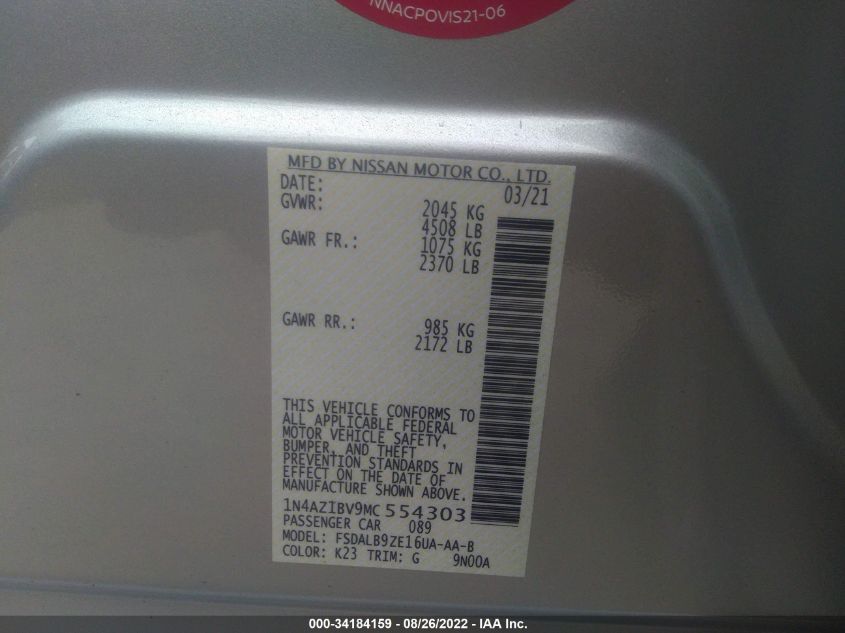 NNACPOVIS21-06
MFD BY NISSAN MOTOR CO., LTD.
DATE: 03/21
GVWR: 2045 KG
4508 LB
GAWR FR.: 1075 KG
2370 LB
GAWR RR.: 985 KG
2172 LB
THIS VEHICLE CONFORMS TO
ALL APPLICABLE FEDERAL
MOTOR VEHICLE SAFETY,
BUMPER, AND THEFT
PREVENTION STANDARDS IN
EFFECT ON THE DATE OF
MANUFACTURE SHOWN ABOVE.
1N4AZ1BV9MC554303
PASSENGER CAR 089
MODEL: FSDALB9ZE16UA-AA-B
COLOR: K23 TRIM: G 9N00A
000-34184159 - 08/26/2022 - IAA Inc.